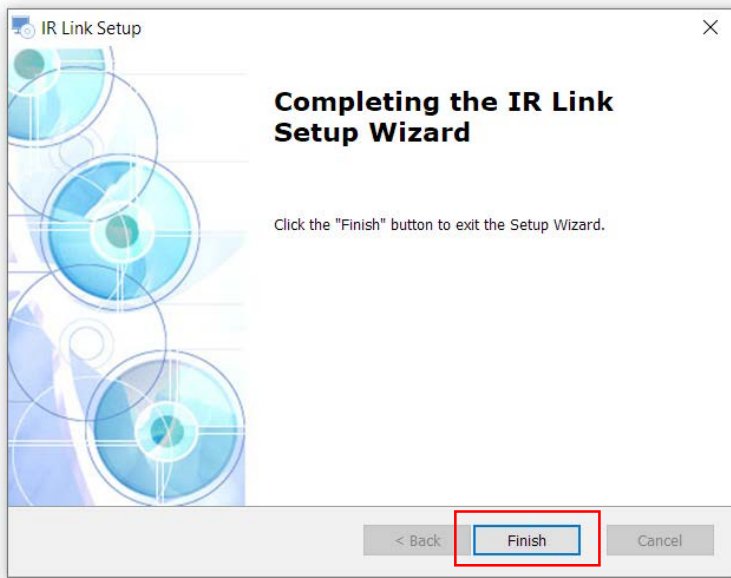 IR Link Setup
Completing the IR Link
Setup Wizard
Click the "Finish" button to exit the Setup Wizard.
< Back
Finish
Cancel